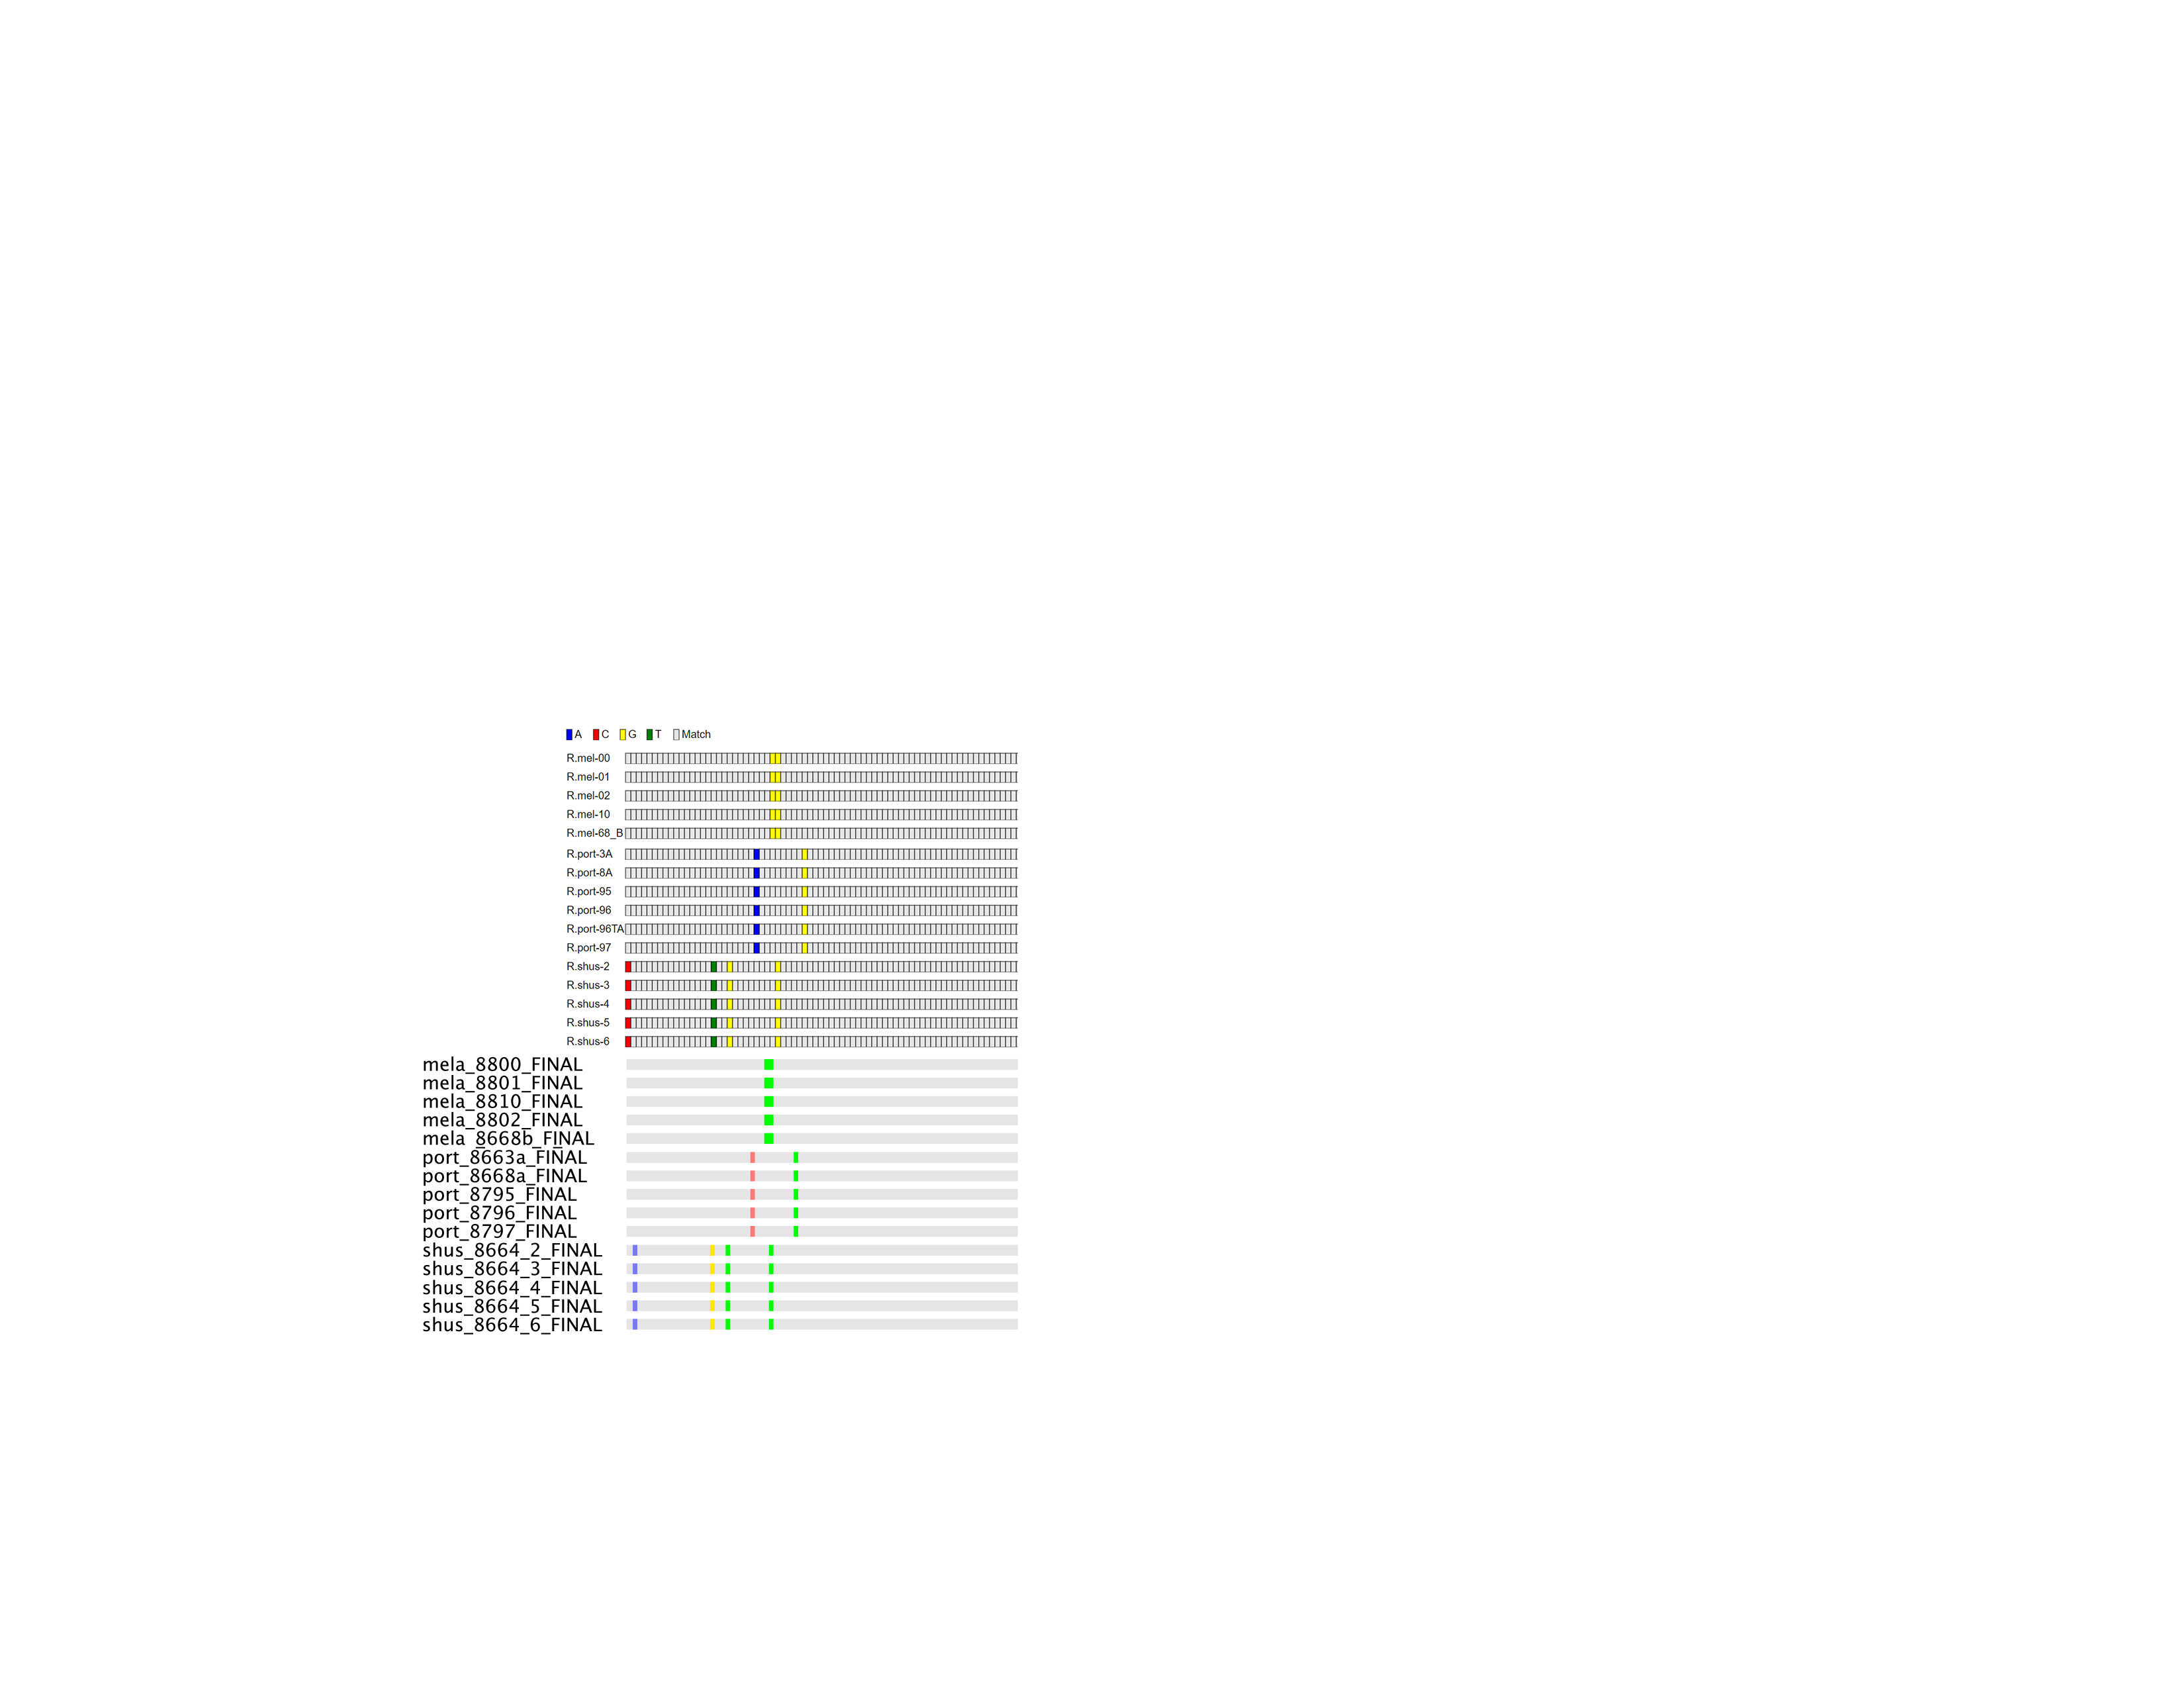 A C G T Match
R.mel-00
R.mel-01
R.mel-02
R.mel-10
R.mel-68_B
R.port-3A
R.port-8A
R.port-95
R.port-96
R.port-96TA
R.port-97
R.shus-2
R.shus-3
R.shus-4
R.shus-5
R.shus-6
mela_8800_FINAL
mela_8801_FINAL
mela_8810_FINAL
mela_8802_FINAL
mela_8668b_FINAL
port_8663a_FINAL
port_8668a_FINAL
port_8795_FINAL
port_8796_FINAL
port_8797_FINAL
shus_8664_2_FINAL
shus_8664_3_FINAL
shus_8664_4_FINAL
shus_8664_5_FINAL
shus_8664_6_FINAL